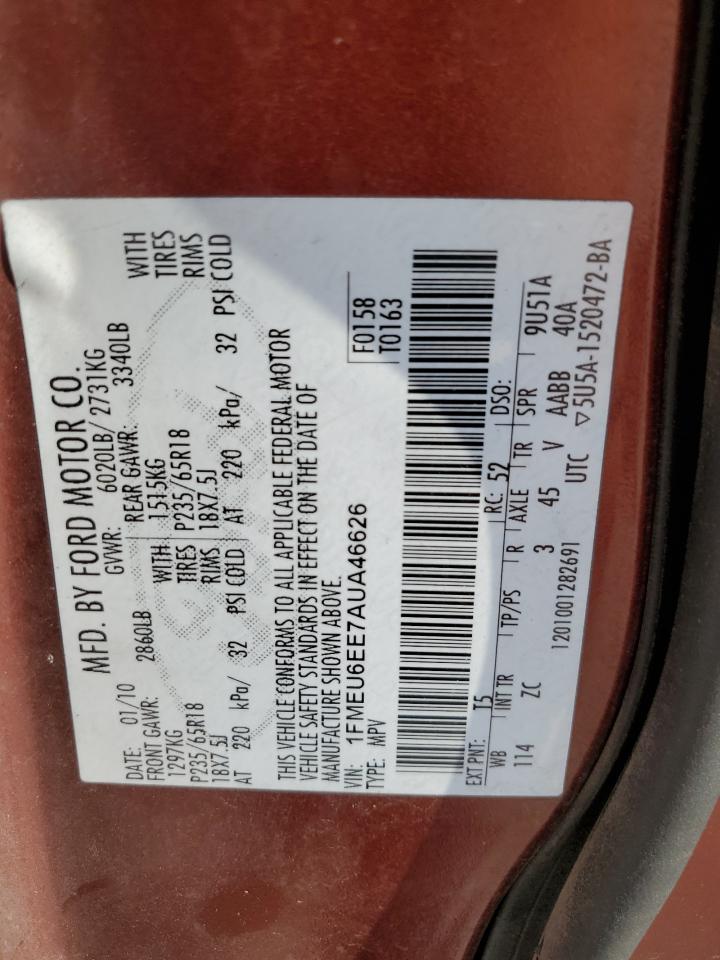 MFD. BY FORD MOTOR CO.
DATE: 01/10 GVWR: 6020LB/ 2731KG
FRONT GAWR: 2860LB REAR GAWR: 3340LB
1297KG WITH 1515KG WITH
P235/65R18 TIRES P235/65R18 TIRES
18X7.5J RIMS 18X7.5J RIMS
AT 220 kPa/ 32 PSI COLD AT 220 kPa/ 32 PSI COLD
THIS VEHICLE CONFORMS TO ALL APPLICABLE FEDERAL MOTOR
VEHICLE SAFETY STANDARDS IN EFFECT ON THE DATE OF
MANUFACTURE SHOWN ABOVE.
VIN: 1FMEU6EE7AUA46626 F0158
TYPE: MPV T0163
EXT PNT: T5 RC: 52 DSO:
WB INT TR TP/PS R AXLE TR SPR 9U51A
114 ZC 3 45 V AABB 40A
1201001282691 UTC ▽5U5A-1520472-BA